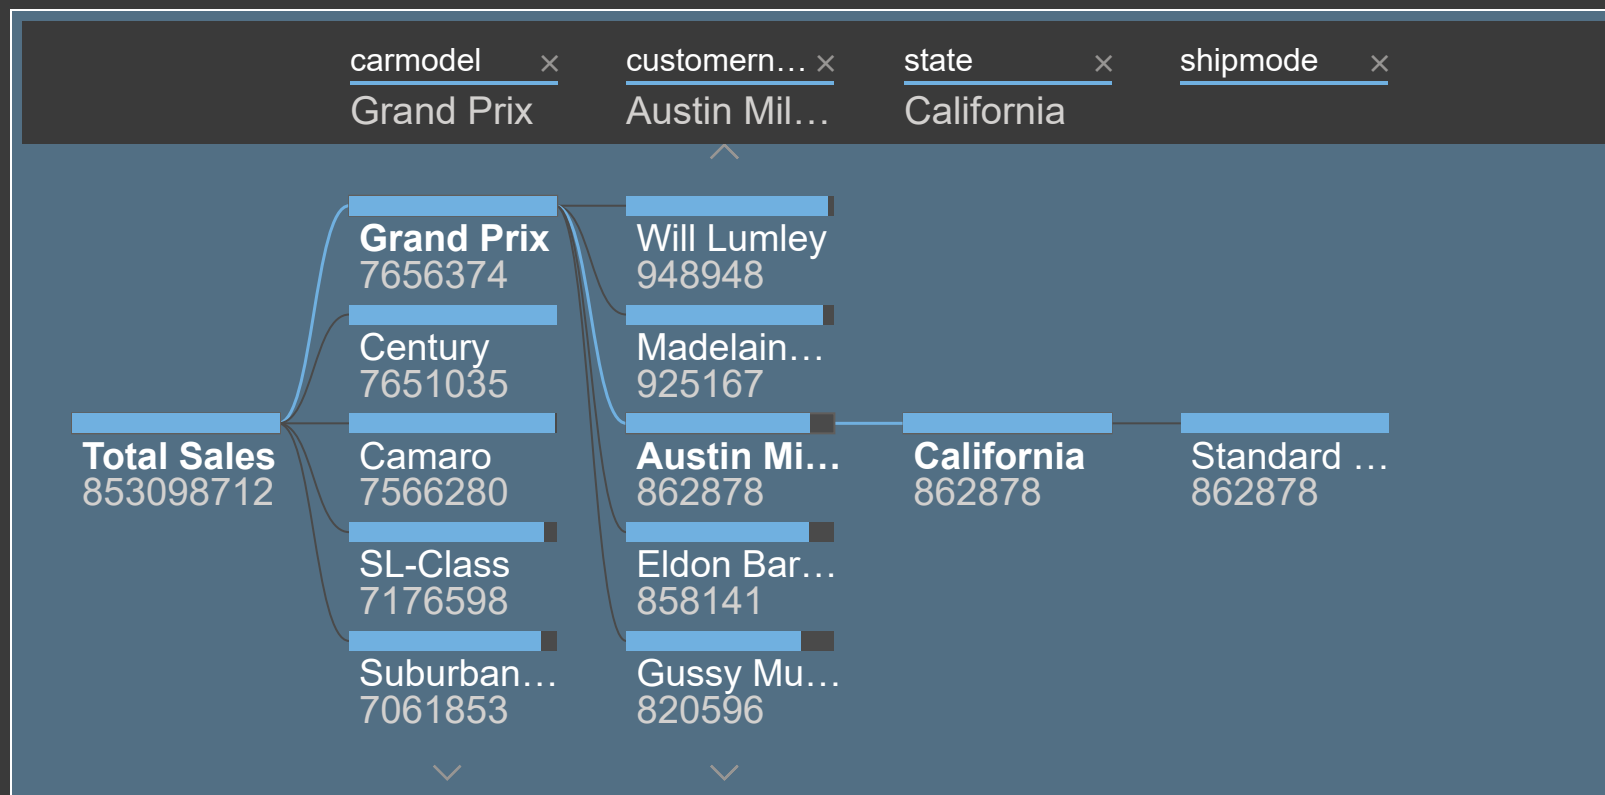 carmodel
customern…
state
shipmode
Grand Prix
Austin Mil…
California
Grand Prix
7656374
Century
7651035
Camaro
7566280
SL-Class
7176598
Suburban…
7061853
Total Sales
853098712
Will Lumley
948948
Madelain…
925167
Austin Mi…
862878
Eldon Bar…
858141
Gussy Mu…
820596
California
862878
Standard …
862878